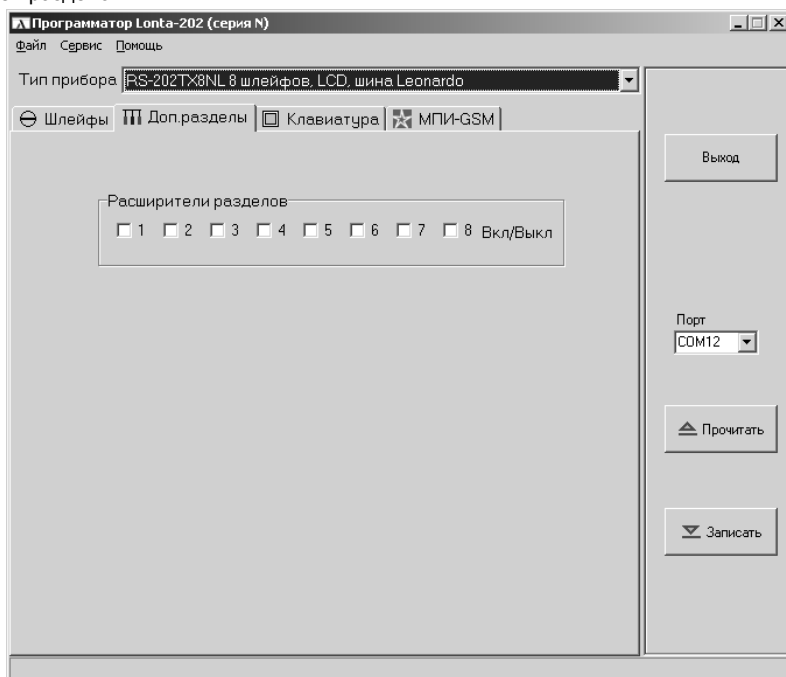 Программатор Lonta-202 (серия N)
Файл Сервис Помощь
Тип прибора RS-202TX8NL 8 шлейфов, LCD, шина Leonardo
Шлейфы Доп.разделы Клавиатура МПИ-GSM
Выход
Расширители разделов
1 2 3 4 5 6 7 8 Вкл/Выкл
Порт
COM12
Прочитать
Записать